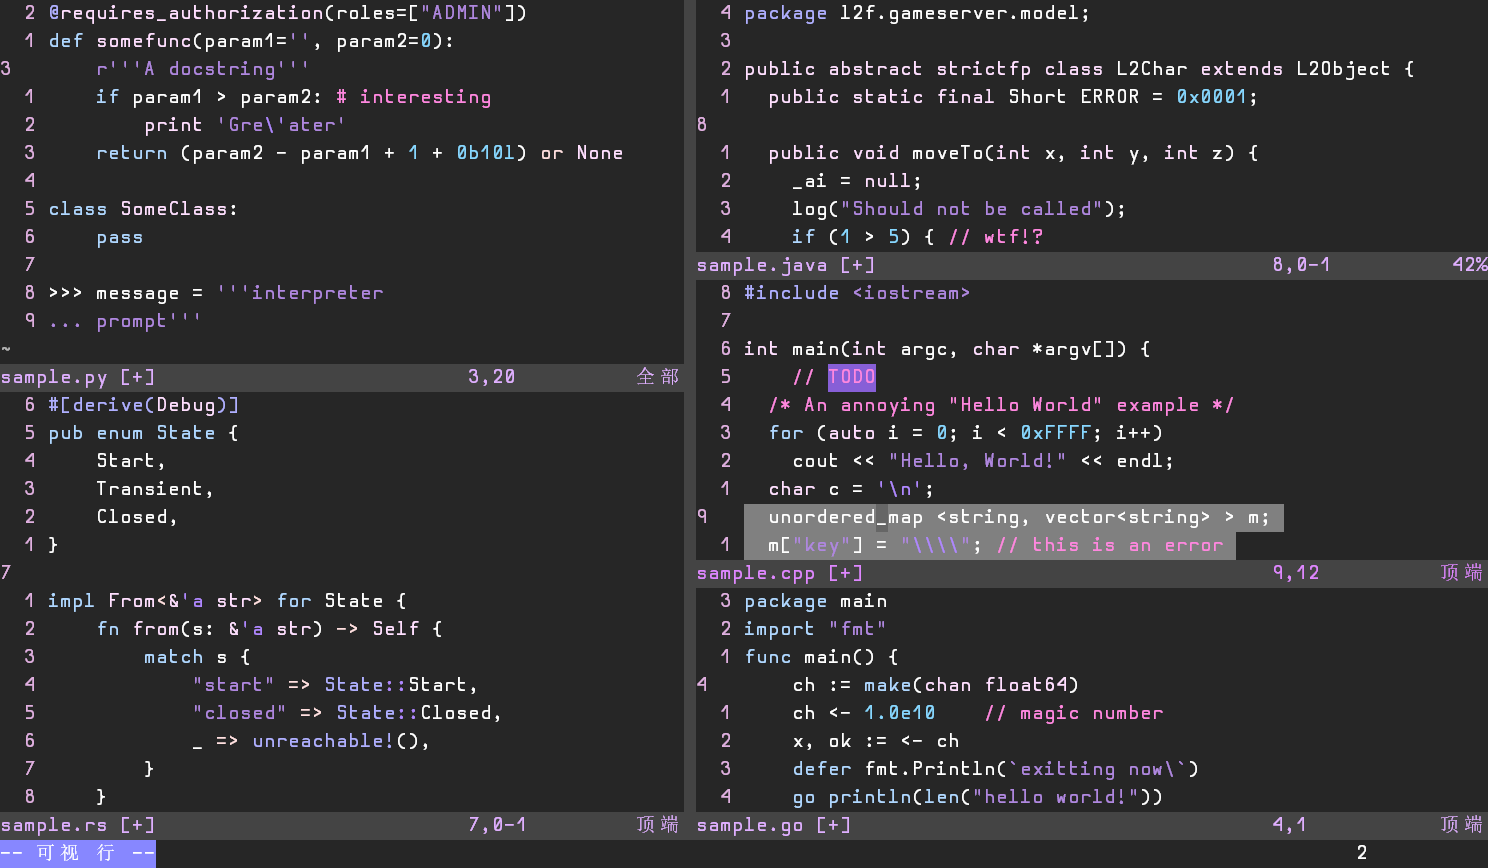 2 @requires_authorization(roles=["ADMIN"])
1 def somefunc(param1='', param2=0):
3     r'''A docstring'''
1     if param1 > param2: # interesting
2         print 'Gre\'ater'
3     return (param2 - param1 + 1 + 0b10l) or None
4
5 class SomeClass:
6     pass
7
8 >>> message = '''interpreter
9 ... prompt'''
~
sample.py [+] 3,20 全部
6 #[derive(Debug)]
5 pub enum State {
4     Start,
3     Transient,
2     Closed,
1 }
7
1 impl From<&'a str> for State {
2     fn from(s: &'a str) -> Self {
3         match s {
4             "start" => State::Start,
5             "closed" => State::Closed,
6             _ => unreachable!(),
7         }
8     }
sample.rs [+] 7,0-1 顶端
4 package l2f.gameserver.model;
3
2 public abstract strictfp class L2Char extends L2Object {
1   public static final Short ERROR = 0x0001;
8
1   public void moveTo(int x, int y, int z) {
2     _ai = null;
3     log("Should not be called");
4     if (1 > 5) { // wtf!?
sample.java [+] 8,0-1 42%
8 #include <iostream>
7
6 int main(int argc, char *argv[]) {
5     // TODO
4   /* An annoying "Hello World" example */
3   for (auto i = 0; i < 0xFFFF; i++)
2     cout << "Hello, World!" << endl;
1   char c = '\n';
9   unordered_map <string, vector<string> > m;
1   m["key"] = "\\\\"; // this is an error
sample.cpp [+] 9,12 顶端
3 package main
2 import "fmt"
1 func main() {
4     ch := make(chan float64)
1     ch <- 1.0e10    // magic number
2     x, ok := <- ch
3     defer fmt.Println(`exitting now\`)
4     go println(len("hello world!"))
sample.go [+] 4,1 顶端
-- 可视 行 -- 2